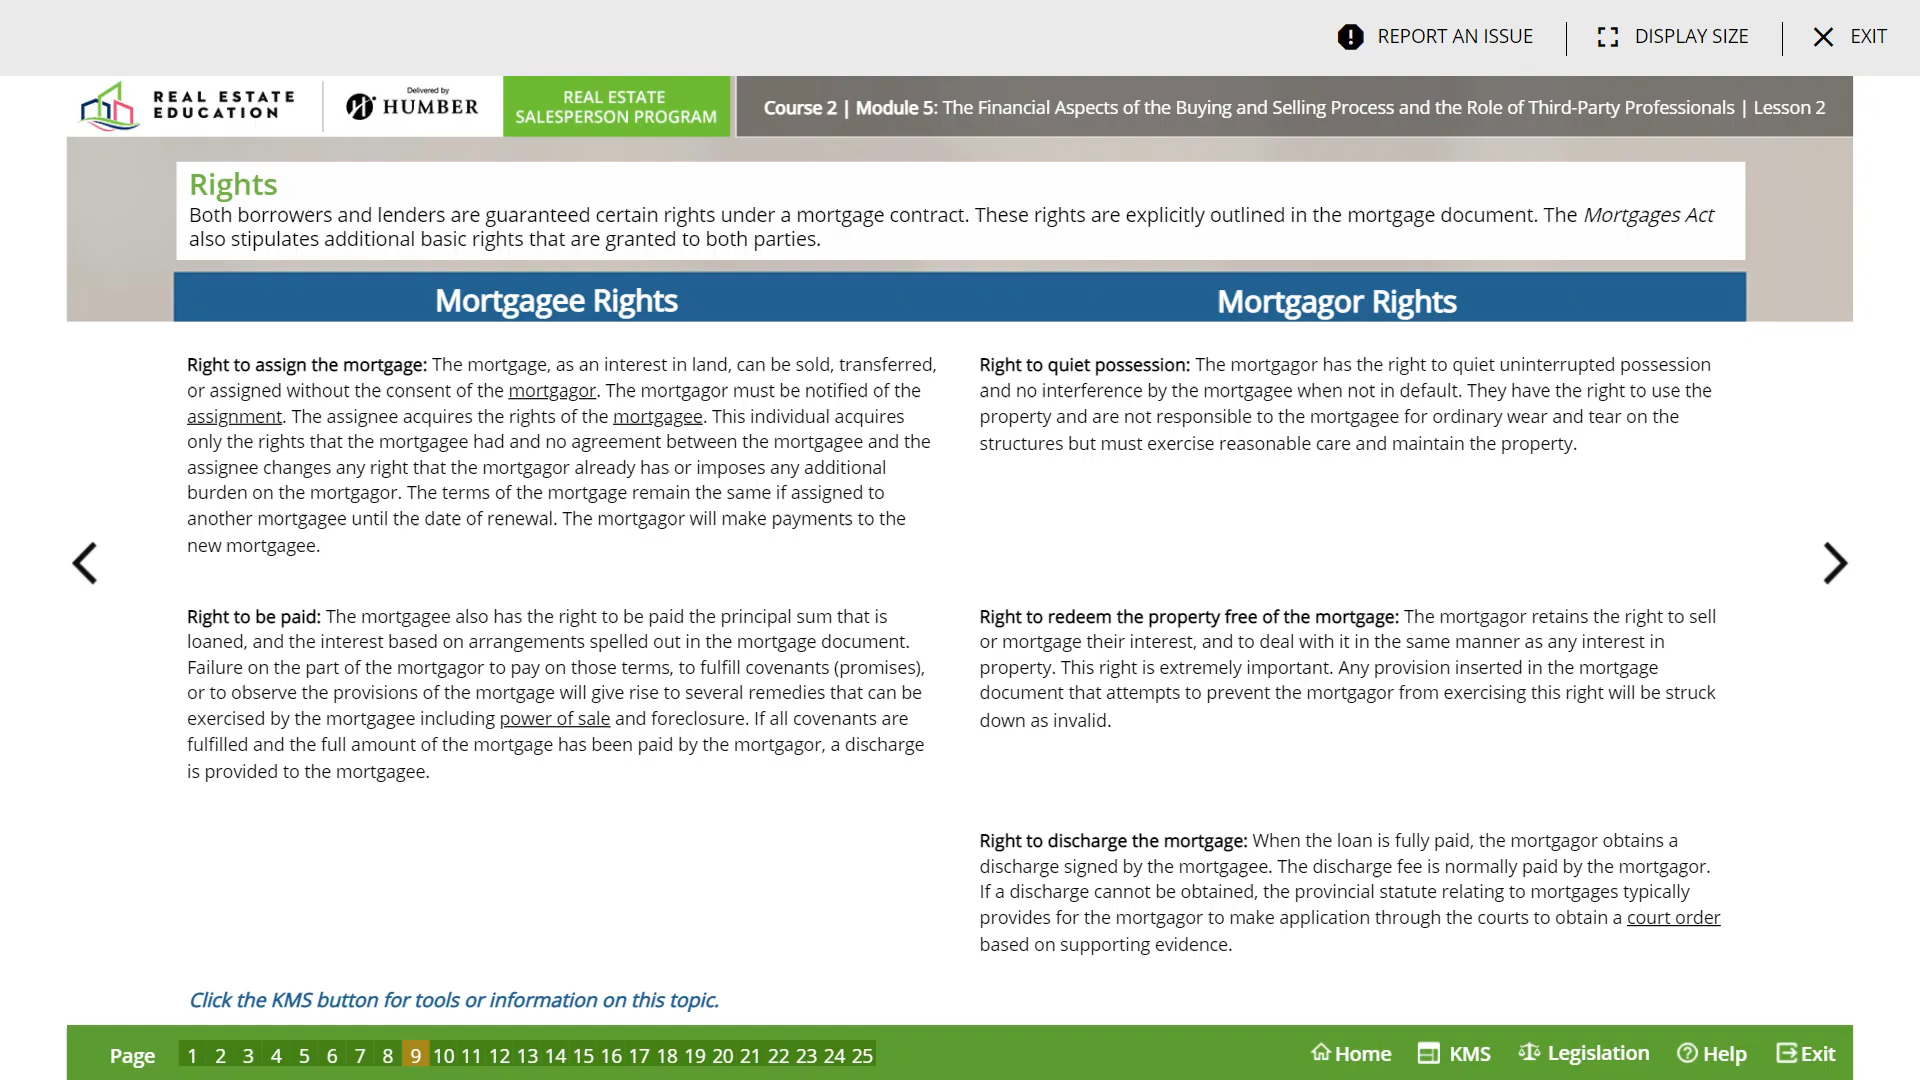 REPORT AN ISSUE
DISPLAY SIZE
EXIT
REAL ESTATE
EDUCATION
Delivered by
HUMBER
REAL ESTATE
SALESPERSON PROGRAM
Course 2 | Module 5: The Financial Aspects of the Buying and Selling Process and the Role of Third-Party Professionals | Lesson 2
Rights
Both borrowers and lenders are guaranteed certain rights under a mortgage contract. These rights are explicitly outlined in the mortgage document. The Mortgages Act
also stipulates additional basic rights that are granted to both parties.
Mortgagee Rights
Right to assign the mortgage: The mortgage, as an interest in land, can be sold, transferred,
or assigned without the consent of the mortgagor. The mortgagor must be notified of the
assignment. The assignee acquires the rights of the mortgagee. This individual acquires
only the rights that the mortgagee had and no agreement between the mortgagee and the
assignee changes any right that the mortgagor already has or imposes any additional
burden on the mortgagor. The terms of the mortgage remain the same if assigned to
another mortgagee until the date of renewal. The mortgagor will make payments to the
new mortgagee.
Right to be paid: The mortgagee also has the right to be paid the principal sum that is
loaned, and the interest based on arrangements spelled out in the mortgage document.
Failure on the part of the mortgagor to pay on those terms, to fulfill covenants (promises),
or to observe the provisions of the mortgage will give rise to several remedies that can be
exercised by the mortgagee including power of sale and foreclosure. If all covenants are
fulfilled and the full amount of the mortgage has been paid by the mortgagor, a discharge
is provided to the mortgagee.
Mortgagor Rights
Right to quiet possession: The mortgagor has the right to quiet uninterrupted possession
and no interference by the mortgagee when not in default. They have the right to use the
property and are not responsible to the mortgagee for ordinary wear and tear on the
structures but must exercise reasonable care and maintain the property.
Right to redeem the property free of the mortgage: The mortgagor retains the right to sell
or mortgage their interest, and to deal with it in the same manner as any interest in
property. This right is extremely important. Any provision inserted in the mortgage
document that attempts to prevent the mortgagor from exercising this right will be struck
down as invalid.
Right to discharge the mortgage: When the loan is fully paid, the mortgagor obtains a
discharge signed by the mortgagee. The discharge fee is normally paid by the mortgagor.
If a discharge cannot be obtained, the provincial statute relating to mortgages typically
provides for the mortgagor to make application through the courts to obtain a court order
based on supporting evidence.
Click the KMS button for tools or information on this topic.
Page 1 2 3 4 5 6 7 8 9 10 11 12 13 14 15 16 17 18 19 20 21 22 23 24 25
Home KMS Legislation Help Exit